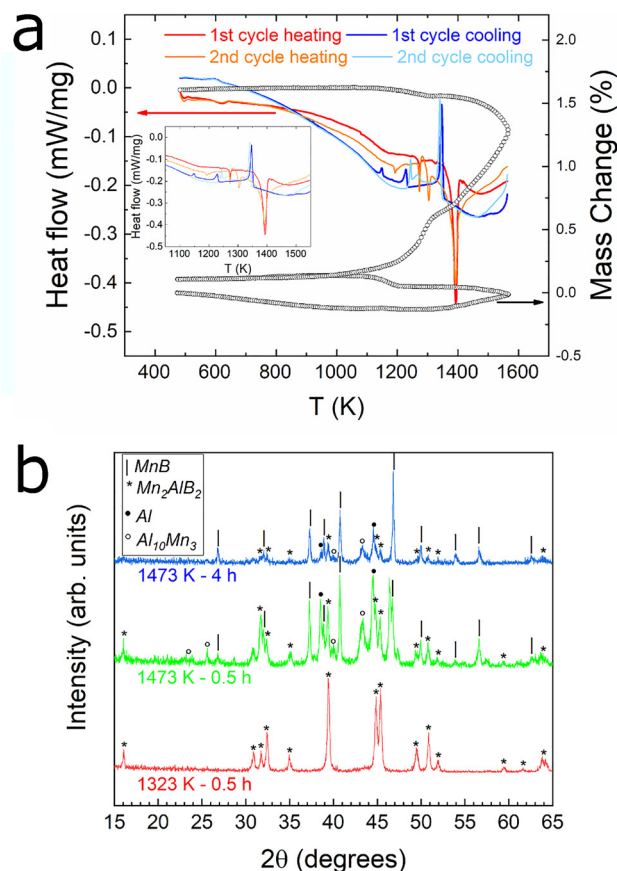 a
1st cycle heating 1st cycle cooling
2nd cycle heating 2nd cycle cooling
Heat flow (mW/mg)
0.1
0.0
-0.1
-0.2
-0.3
-0.4
-0.5
Mass Change (%)
2.0
1.5
1.0
0.5
0.0
-0.5
Heat flow (mW/mg)
0.0
-0.1
-0.2
-0.3
-0.4
-0.5
1100 1200 1300 1400 1500
T (K)
400 600 800 1000 1200 1400 1600
T (K)
b
Intensity (arb. units)
| MnB
* Mn₂AlB₂
• Al
○ Al₁₀Mn₃
1473 K - 4 h
1473 K - 0.5 h
1323 K - 0.5 h
15 20 25 30 35 40 45 50 55 60 65
2θ (degrees)